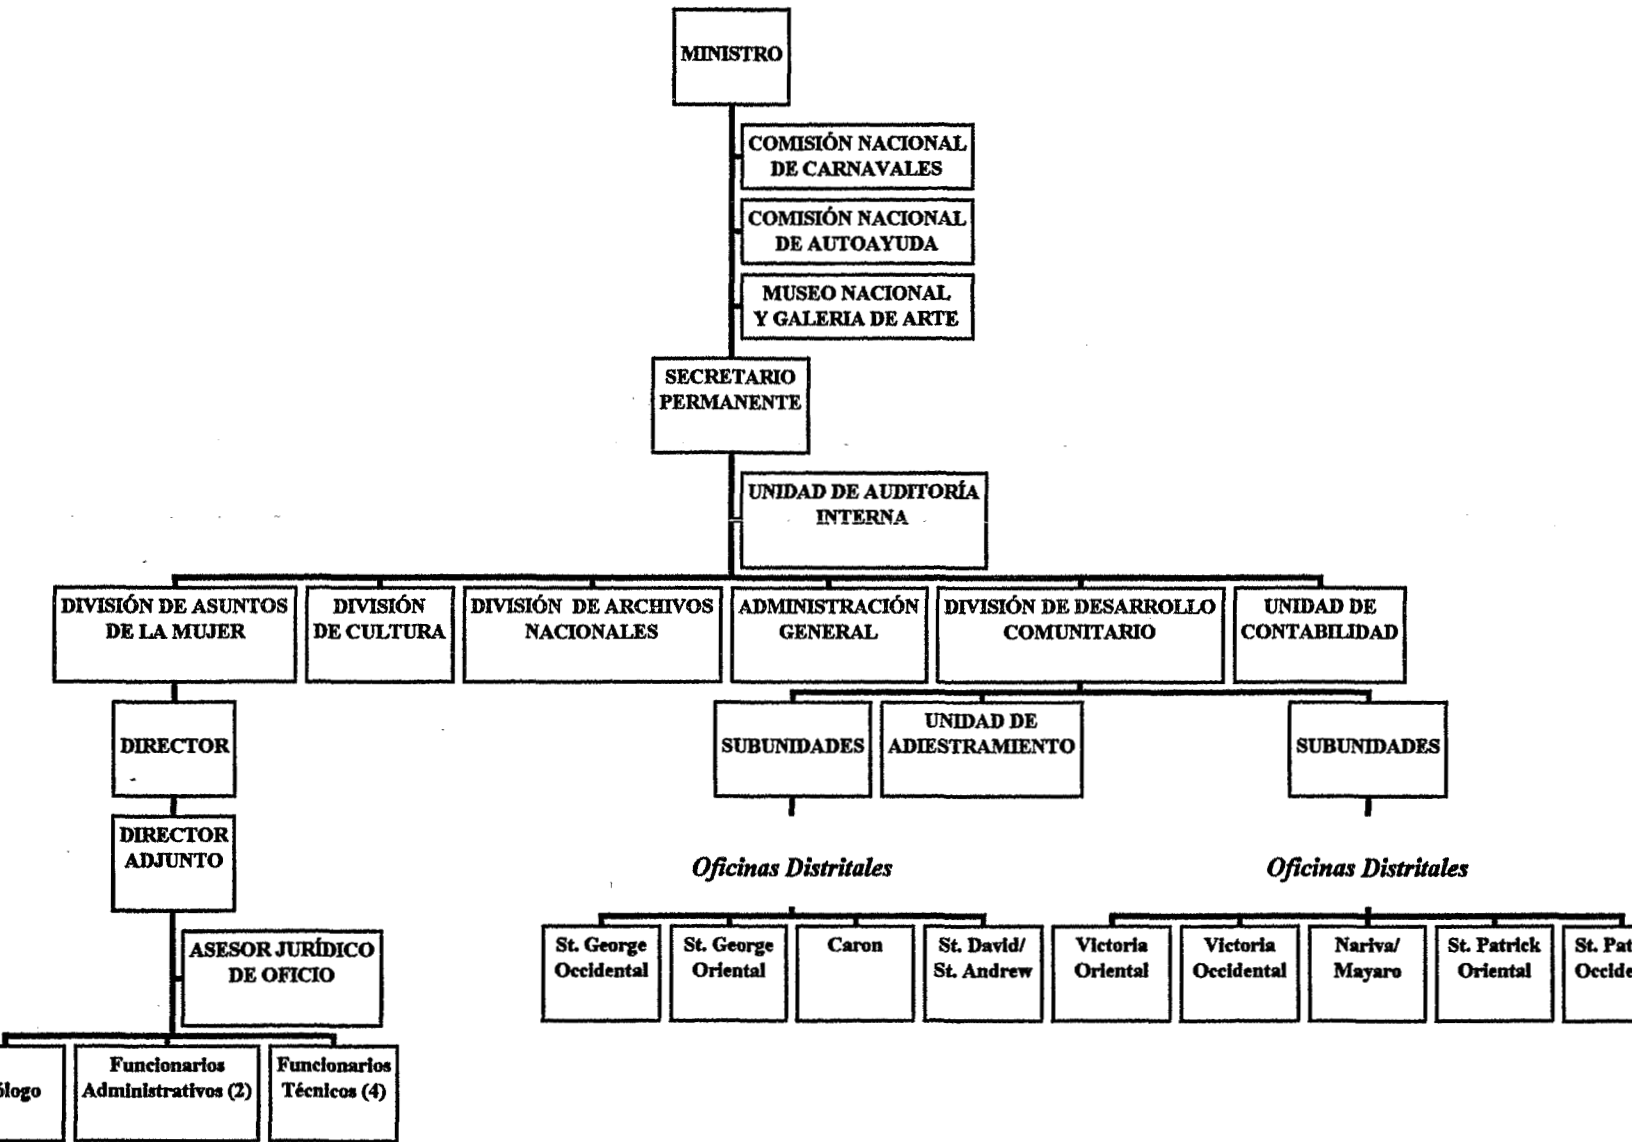 MINISTRO
COMISIÓN NACIONAL
DE CARNAVALES
COMISIÓN NACIONAL
DE AUTOAYUDA
MUSEO NACIONAL
Y GALERIA DE ARTE
SECRETARIO
PERMANENTE
UNIDAD DE AUDITORÍA
INTERNA
DIVISIÓN DE ASUNTOS
DE LA MUJER
DIVISIÓN
DE CULTURA
DIVISIÓN DE ARCHIVOS
NACIONALES
ADMINISTRACIÓN
GENERAL
DIVISIÓN DE DESARROLLO
COMUNITARIO
UNIDAD DE
CONTABILIDAD
DIRECTOR
SUBUNIDADES
UNIDAD DE
ADIESTRAMIENTO
SUBUNIDADES
DIRECTOR
ADJUNTO
Oficinas Distritales
Oficinas Distritales
ASESOR JURÍDICO
DE OFICIO
St. George
Occidental
St. George
Oriental
Caron
St. David/
St. Andrew
Victoria
Oriental
Victoria
Occidental
Nariva/
Mayaro
St. Patrick
Oriental
St.
Funcionarios
Administrativos (2)
Funcionarios
Técnicos (4)